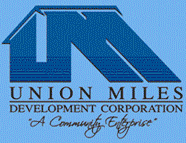 UNION MILES
DEVELOPMENT CORPORATION
"A Community Enterprise"